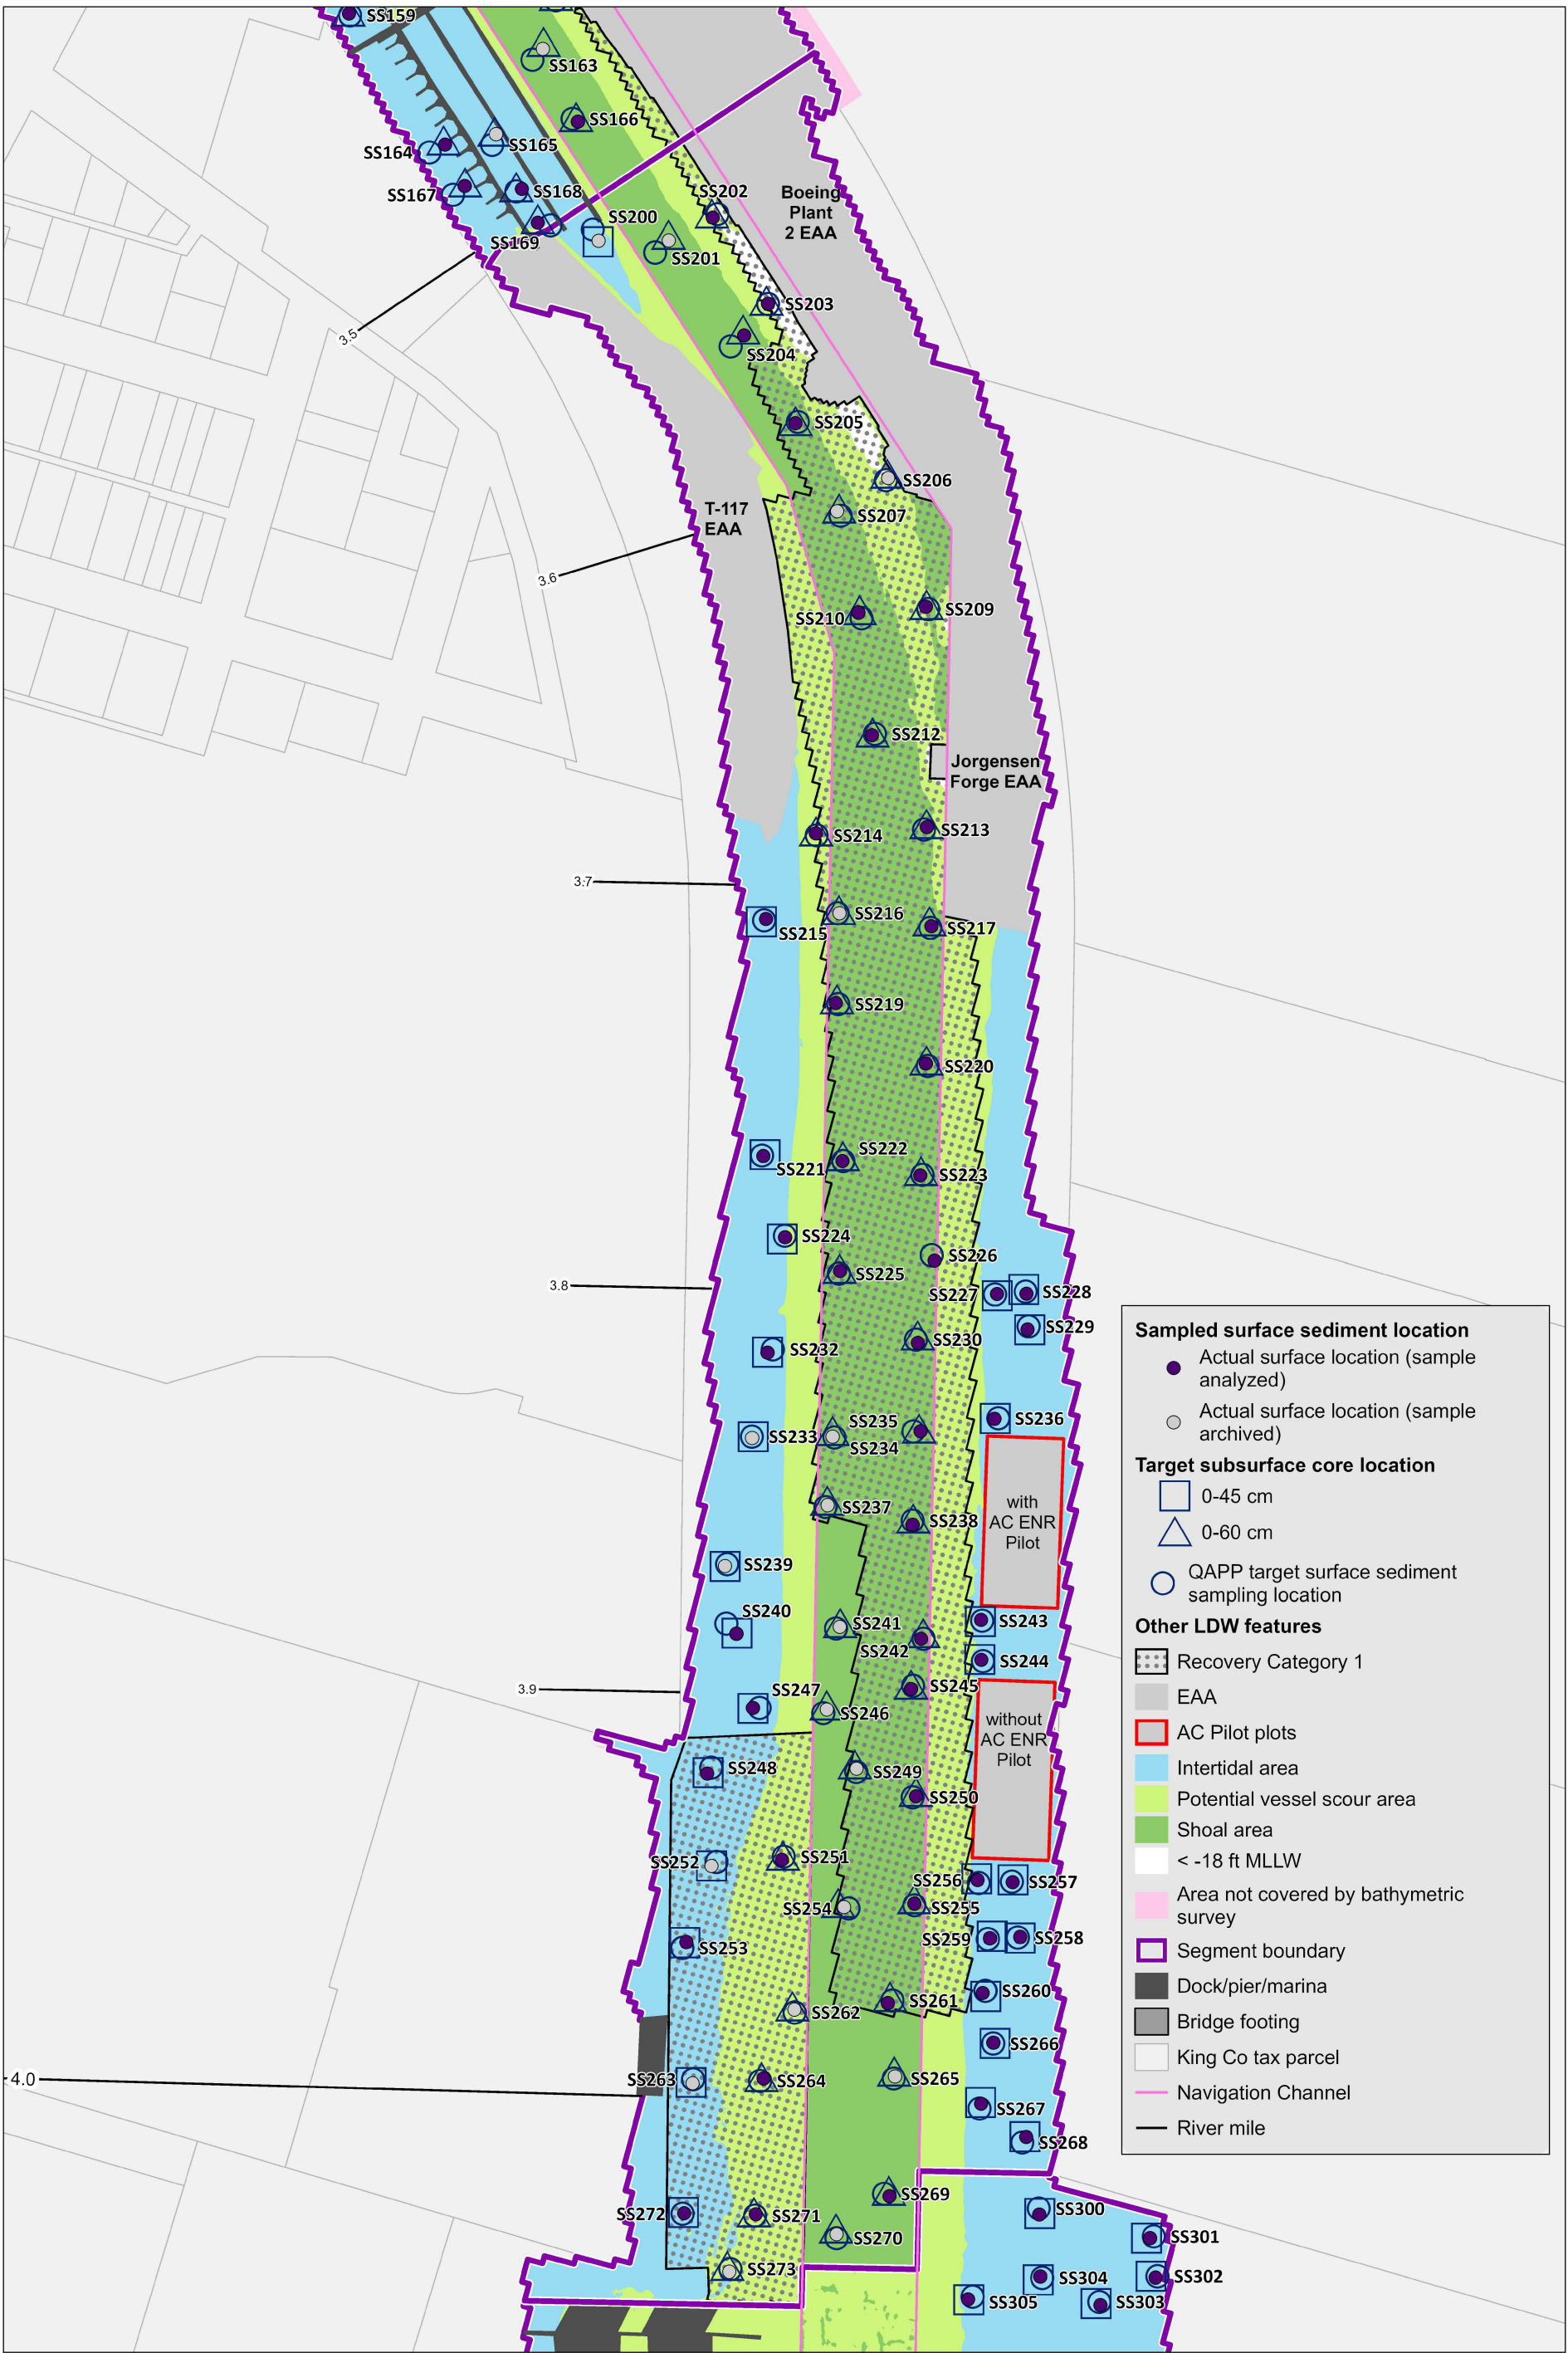 SS159
SS163
SS166
SS164
SS165
SS167
SS168
SS202
Boeing
Plant
2 EAA
SS169
SS200
SS201
3.5
SS203
SS204
SS205
SS206
T-117
EAA
SS207
3.6
SS210
SS209
SS212
Jorgensen
Forge EAA
SS214
SS213
3.7
SS215
SS216
SS217
SS219
SS220
SS221
SS222
SS223
SS224
SS226
SS225
3.8
SS227
SS228
SS229
SS232
SS230
SS233
SS235
SS234
SS236
SS237
SS238
with
AC ENR
Pilot
SS239
SS240
SS241
SS242
SS243
SS244
3.9
SS247
SS246
SS245
without
AC ENR
Pilot
SS248
SS249
SS250
SS252
SS251
SS256
SS257
SS254
SS255
SS253
SS259
SS258
SS262
SS261
SS260
SS266
4.0
SS263
SS264
SS265
SS267
SS268
SS269
SS272
SS271
SS270
SS273
SS300
SS301
SS304
SS302
SS305
SS303
Sampled surface sediment location
Actual surface location (sample
analyzed)
Actual surface location (sample
archived)
Target subsurface core location
0-45 cm
0-60 cm
QAPP target surface sediment
sampling location
Other LDW features
Recovery Category 1
EAA
AC Pilot plots
Intertidal area
Potential vessel scour area
Shoal area
< -18 ft MLLW
Area not covered by bathymetric
survey
Segment boundary
Dock/pier/marina
Bridge footing
King Co tax parcel
Navigation Channel
River mile